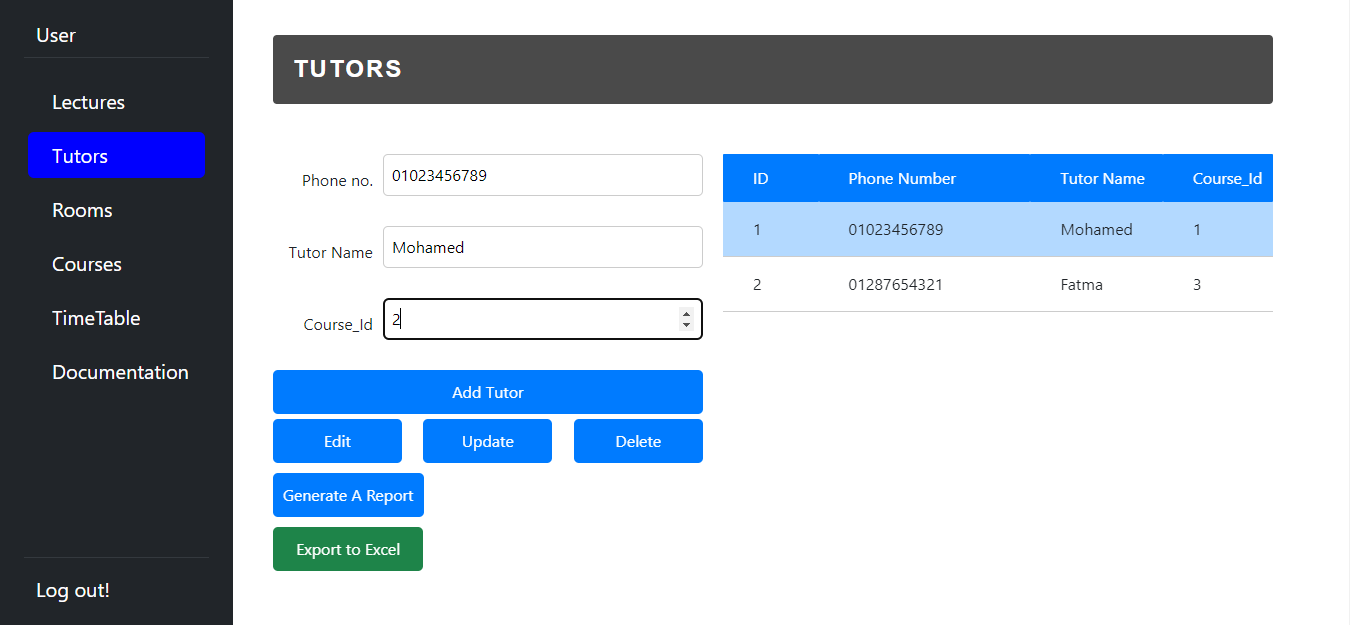 User
Lectures
Tutors
Rooms
Courses
TimeTable
Documentation
Log out!
TUTORS
Phone no. 01023456789
Tutor Name Mohamed
Course_Id 2
Add Tutor
Edit Update Delete
Generate A Report
Export to Excel
ID Phone Number Tutor Name Course_Id
1 01023456789 Mohamed 1
2 01287654321 Fatma 3